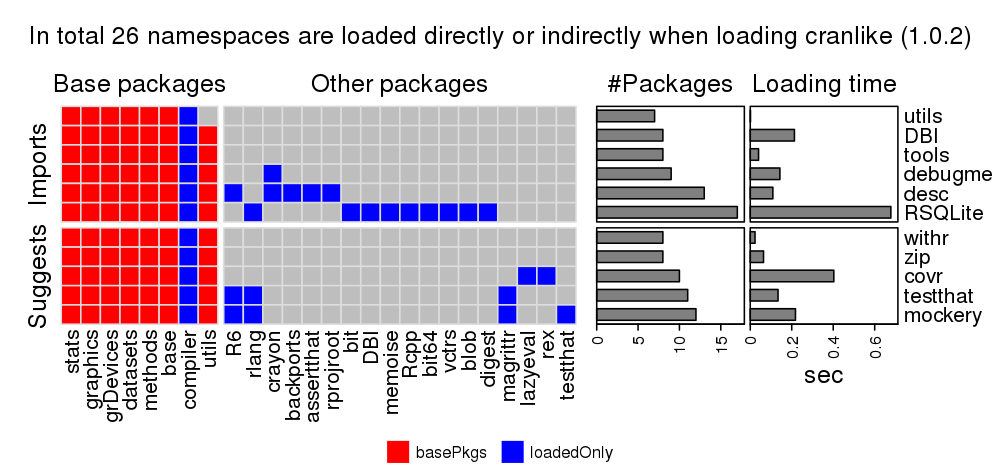 In total 26 namespaces are loaded directly or indirectly when loading cranlike (1.0.2)
Base packages
Other packages
#Packages
Loading time
Imports
Suggests
utils
DBI
tools
debugme
desc
RSQLite
withr
zip
covr
testthat
mockery
stats
graphics
grDevices
datasets
methods
base
compiler
utils
R6
rlang
crayon
backports
assertthat
rprojroot
bit
DBI
memoise
Rcpp
bit64
vctrs
blob
digest
magrittr
lazyeval
rex
testthat
0
5
10
15
0
0.2
0.4
0.6
sec
basePkgs
loadedOnly